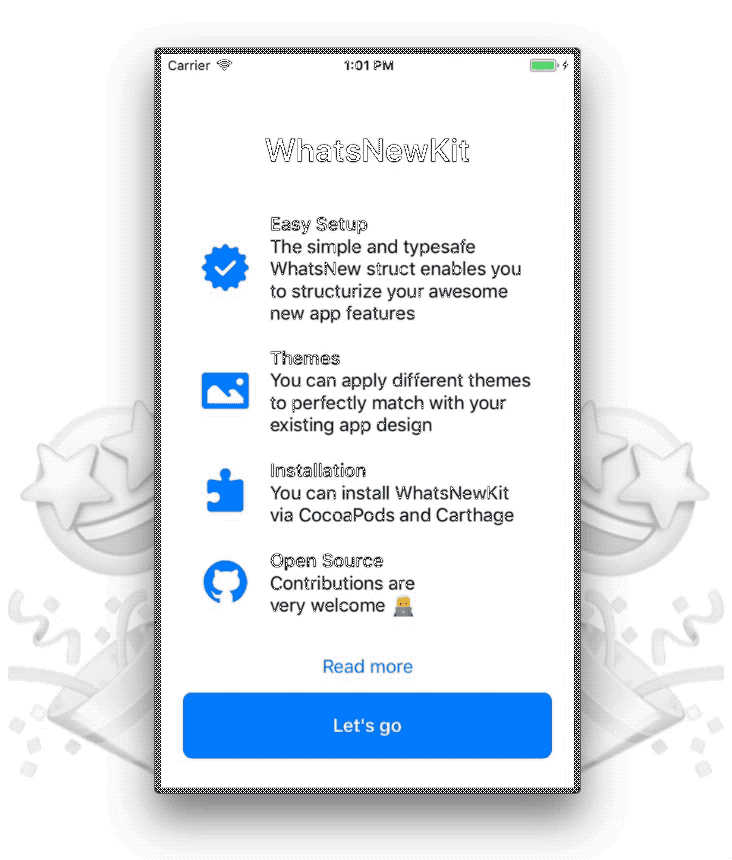 Carrier 1:01 PM
WhatsNewKit
Easy Setup
The simple and typesafe
WhatsNew struct enables you
to structurize your awesome
new app features
Themes
You can apply different themes
to perfectly match with your
existing app design
Installation
You can install WhatsNewKit
via CocoaPods and Carthage
Open Source
Contributions are
very welcome 👨‍💻
Read more
Let's go